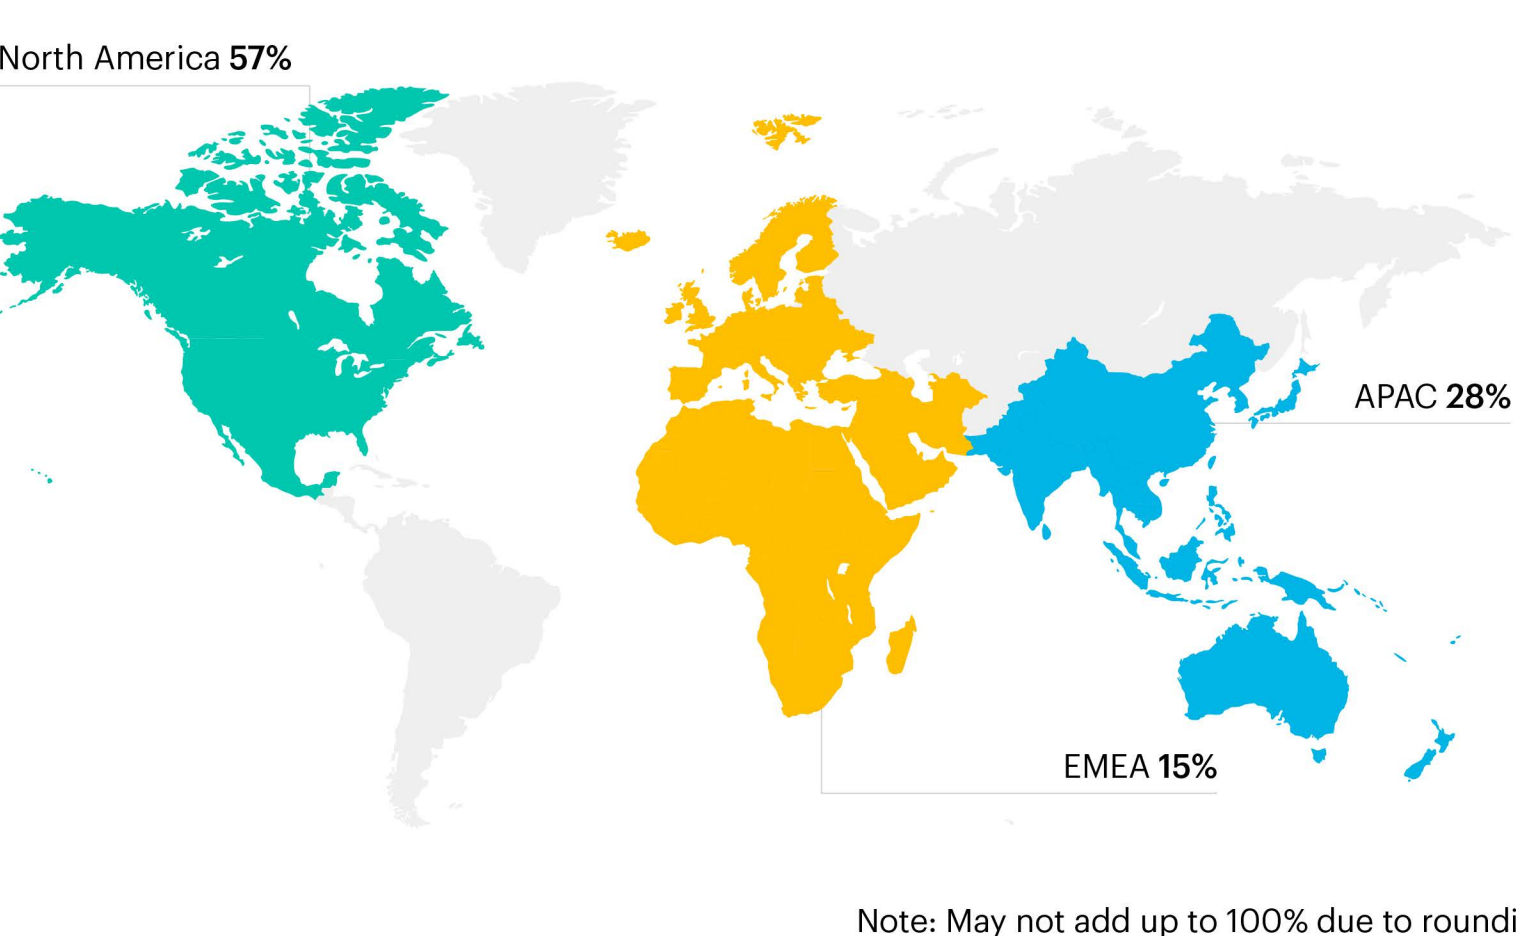 North America 57%
APAC 28%
EMEA 15%
Note: May not add up to 100% due to roundi